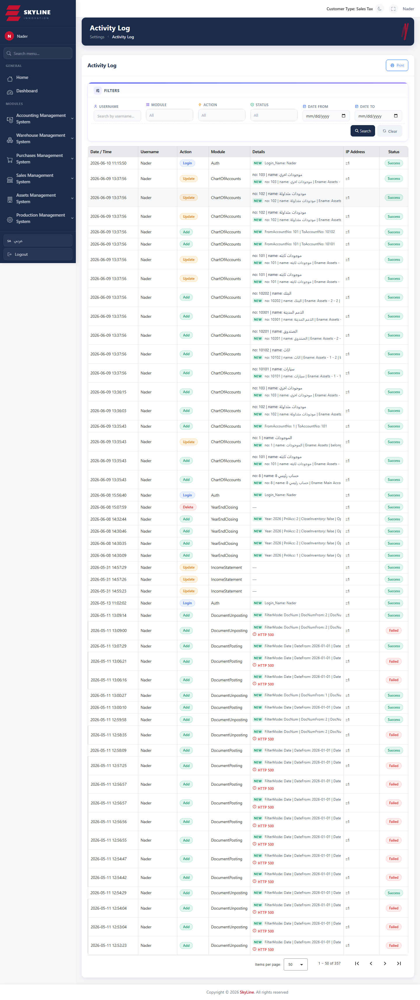 SKYLINE
INNOVATION
Customer Type: Sales Tax
Nader
N Nader
Search menu...
GENERAL
Home
Dashboard
MODULES
Accounting Management System
Warehouse Management System
Purchases Management System
Sales Management System
Assets Management System
Production Management System
SA عربي
Logout
Activity Log
Settings Activity Log
Activity Log
Print
FILTERS
USERNAME MODULE ACTION STATUS DATE FROM DATE TO
Search by username... All All All mm/dd/yyyy mm/dd/yyyy
Search Clear
Date / Time Username Action Module Details IP Address Status
2026-06-10 11:15:50 Nader Login Auth NEW Login_Name: Nader ::1 Success
2026-06-09 13:37:56 Nader Update ChartOfAccounts no: 103 | name: موجودات اخري ::1 Success
NEW no: 103 | name: موجودات اخري | Ename: Assets -
2026-06-09 13:37:56 Nader Update ChartOfAccounts no: 102 | name: مودودات متداولة ::1 Success
NEW no: 102 | name: مودودات متداولة | Ename: Assets
2026-06-09 13:37:56 Nader Update ChartOfAccounts no: 102 | name: مودودات متداولة ::1 Success
NEW no: 102 | name: مودودات متداولة | Ename: Assets
2026-06-09 13:37:56 Nader Add ChartOfAccounts NEW FromAccountNo: 101 | ToAccountNo: 10102 ::1 Success
2026-06-09 13:37:56 Nader Add ChartOfAccounts NEW FromAccountNo: 101 | ToAccountNo: 10101 ::1 Success
2026-06-09 13:37:56 Nader Update ChartOfAccounts no: 101 | name: موجودات ثابته ::1 Success
NEW no: 101 | name: موجودات ثابته | Ename: Assets -
2026-06-09 13:37:56 Nader Update ChartOfAccounts no: 101 | name: موجودات ثابته ::1 Success
NEW no: 101 | name: موجودات ثابته | Ename: Assets -
2026-06-09 13:37:56 Nader Add ChartOfAccounts no: 10202 | name: البنك ::1 Success
NEW no: 10202 | name: البنك | Ename: Assets - 2 - 2 |
2026-06-09 13:37:56 Nader Add ChartOfAccounts no: 10301 | name: الذمم المدينة ::1 Success
NEW no: 10301 | name: الذمم المدينة | Ename: Assets -
2026-06-09 13:37:56 Nader Add ChartOfAccounts no: 10201 | name: الصندوق ::1 Success
NEW no: 10201 | name: الصندوق | Ename: Assets - 2 -
2026-06-09 13:37:56 Nader Add ChartOfAccounts no: 10102 | name: اثاث ::1 Success
NEW no: 10102 | name: اثاث | Ename: Assets - 1 - 2 | b
2026-06-09 13:37:56 Nader Add ChartOfAccounts no: 10101 | name: سيارات ::1 Success
NEW no: 10101 | name: سيارات | Ename: Assets - 1 - 1
2026-06-09 13:36:15 Nader Add ChartOfAccounts no: 103 | name: موجودات اخري ::1 Success
NEW no: 103 | name: موجودات اخري | Ename: Assets -
2026-06-09 13:36:03 Nader Add ChartOfAccounts no: 102 | name: مودودات متداولة ::1 Success
NEW no: 102 | name: مودودات متداولة | Ename: Assets
2026-06-09 13:35:43 Nader Add ChartOfAccounts NEW FromAccountNo: 1 | ToAccountNo: 101 ::1 Success
2026-06-09 13:35:43 Nader Update ChartOfAccounts no: 1 | name: الموجودات ::1 Success
NEW no: 1 | name: الموجودات | Ename: Assets | belong
2026-06-09 13:35:43 Nader Add ChartOfAccounts no: 101 | name: موجودات ثابته ::1 Success
NEW no: 101 | name: موجودات ثابته | Ename: Assets -
2026-06-09 13:35:43 Nader Add ChartOfAccounts no: 8 | name: حساب رئيسي 8 ::1 Success
NEW no: 8 | name: حساب رئيسي 8 | Ename: Main Acco
2026-06-08 15:56:40 Nader Login Auth NEW Login_Name: Nader ::1 Success
2026-06-08 15:07:59 Nader Delete YearEndClosing — ::1 Success
2026-06-08 14:32:44 Nader Add YearEndClosing NEW Year: 2026 | PnlAcc: 2 | CloseInventory: false | Op ::1 Success
2026-06-08 14:30:46 Nader Add YearEndClosing NEW Year: 2026 | PnlAcc: 2 | CloseInventory: false | Op ::1 Success
2026-06-08 14:30:35 Nader Add YearEndClosing NEW Year: 2026 | PnlAcc: 2 | CloseInventory: false | Op ::1 Success
2026-06-08 14:30:09 Nader Add YearEndClosing NEW Year: 2026 | PnlAcc: 1 | CloseInventory: false | Op ::1 Success
2026-05-31 14:57:29 Nader Update IncomeStatement — ::1 Success
2026-05-31 14:57:26 Nader Update IncomeStatement — ::1 Success
2026-05-31 14:55:23 Nader Update IncomeStatement — ::1 Success
2026-05-13 11:02:02 Nader Login Auth NEW Login_Name: Nader ::1 Success
2026-05-11 13:09:14 Nader Add DocumentUnposting NEW FilterMode: DocNum | DocNumFrom: 2 | DocNu ::1 Success
2026-05-11 13:09:00 Nader Add DocumentUnposting NEW FilterMode: DocNum | DocNumFrom: 2 | DocNu ::1 Failed
HTTP 500
2026-05-11 13:07:29 Nader Add DocumentPosting NEW FilterMode: Date | DateFrom: 2026-01-01 | Date ::1 Success
2026-05-11 13:06:21 Nader Add DocumentPosting NEW FilterMode: Date | DateFrom: 2026-01-01 | Date ::1 Failed
HTTP 500
2026-05-11 13:06:16 Nader Add DocumentPosting NEW FilterMode: Date | DateFrom: 2026-01-01 | Date ::1 Failed
HTTP 500
2026-05-11 13:00:27 Nader Add DocumentUnposting NEW FilterMode: DocNum | DocNumFrom: 1 | DocNu ::1 Success
2026-05-11 13:00:10 Nader Add DocumentPosting NEW FilterMode: Date | DateFrom: 2026-01-01 | Date ::1 Success
2026-05-11 12:59:58 Nader Add DocumentUnposting NEW FilterMode: DocNum | DocNumFrom: 2 | DocNu ::1 Success
2026-05-11 12:58:35 Nader Add DocumentUnposting NEW FilterMode: DocNum | DocNumFrom: 2 | DocNu ::1 Failed
HTTP 500
2026-05-11 12:58:09 Nader Add DocumentPosting NEW FilterMode: Date | DateFrom: 2026-01-01 | Date ::1 Success
2026-05-11 12:57:25 Nader Add DocumentPosting NEW FilterMode: Date | DateFrom: 2026-01-01 | Date ::1 Failed
HTTP 500
2026-05-11 12:56:57 Nader Add DocumentPosting NEW FilterMode: Date | DateFrom: 2026-01-01 | Date ::1 Failed
HTTP 500
2026-05-11 12:56:57 Nader Add DocumentPosting NEW FilterMode: Date | DateFrom: 2026-01-01 | Date ::1 Failed
HTTP 500
2026-05-11 12:56:56 Nader Add DocumentPosting NEW FilterMode: Date | DateFrom: 2026-01-01 | Date ::1 Failed
HTTP 500
2026-05-11 12:56:55 Nader Add DocumentPosting NEW FilterMode: Date | DateFrom: 2026-01-01 | Date ::1 Failed
HTTP 500
2026-05-11 12:54:47 Nader Add DocumentPosting NEW FilterMode: Date | DateFrom: 2026-01-01 | Date ::1 Failed
HTTP 500
2026-05-11 12:54:42 Nader Add DocumentPosting NEW FilterMode: Date | DateFrom: 2026-01-01 | Date ::1 Failed
HTTP 500
2026-05-11 12:54:29 Nader Add DocumentUnposting NEW FilterMode: Date | DateFrom: 2026-01-01 | Date ::1 Success
2026-05-11 12:54:04 Nader Add DocumentUnposting NEW FilterMode: Date | DateFrom: 2026-01-01 | Date ::1 Failed
HTTP 500
2026-05-11 12:53:04 Nader Add DocumentUnposting NEW FilterMode: Date | DateFrom: 2026-01-01 | Date ::1 Failed
HTTP 500
2026-05-11 12:52:23 Nader Add DocumentUnposting NEW FilterMode: Date | DateFrom: 2026-01-01 | Date ::1 Failed
HTTP 500
Items per page: 50 1 – 50 of 357
Copyright © 2026 SkyLine. All rights reserved